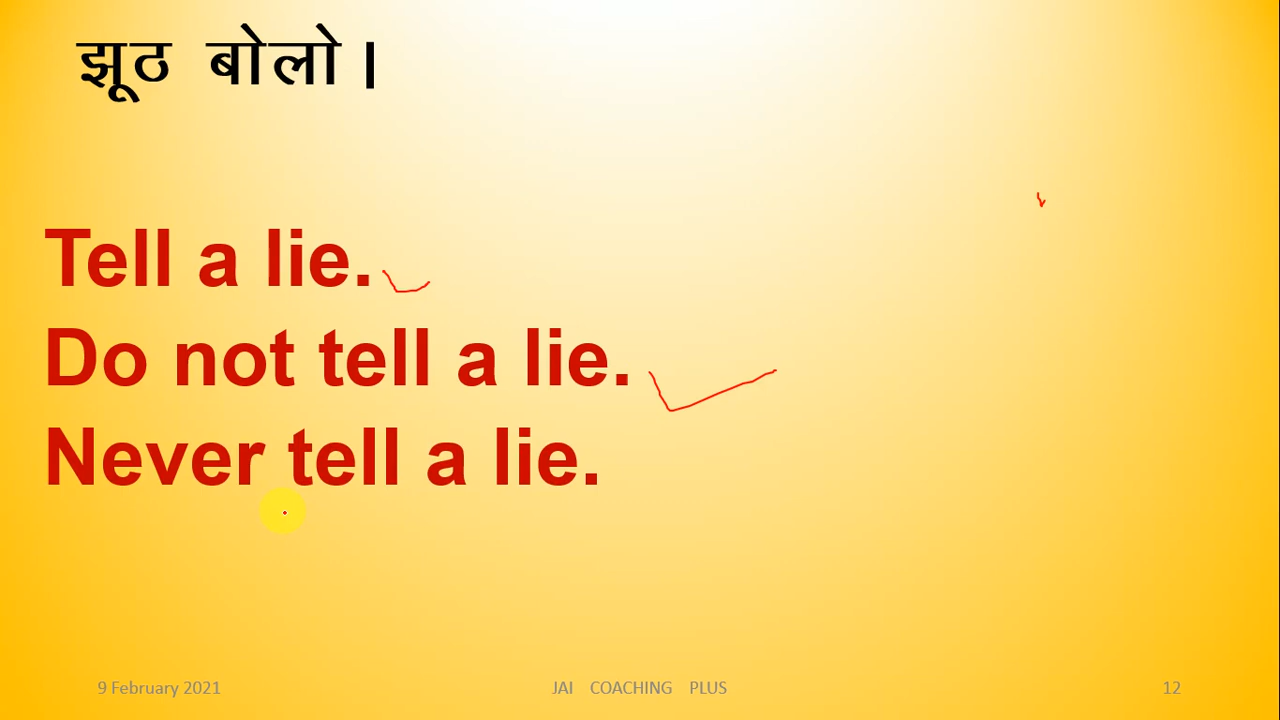 झूठ बोलो।
Tell a lie.
Do not tell a lie.
Never tell a lie.
9 February 2021 JAI COACHING PLUS 12